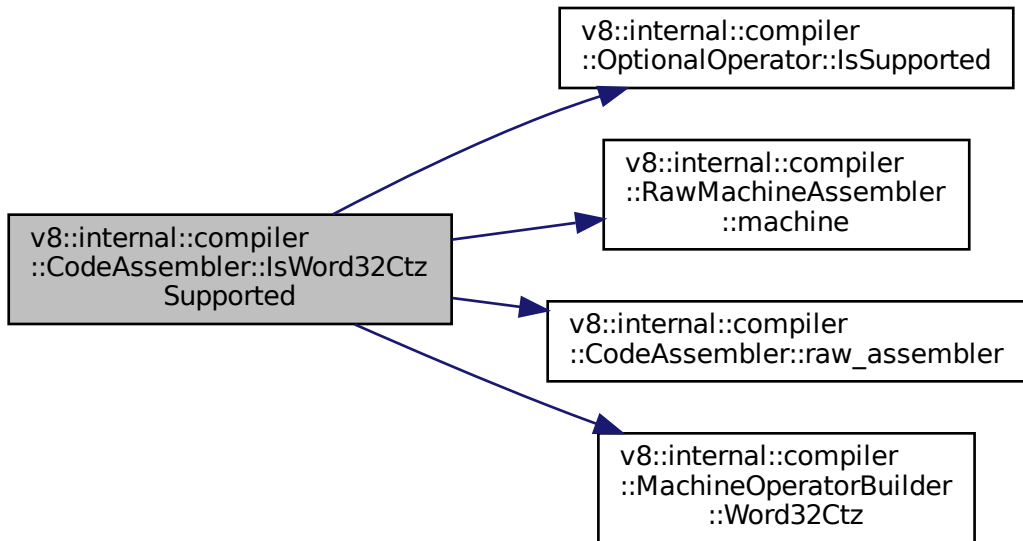 v8::internal::compiler
::OptionalOperator::IsSupported
v8::internal::compiler
::RawMachineAssembler
::machine
v8::internal::compiler
::CodeAssembler::IsWord32Ctz
Supported
v8::internal::compiler
::CodeAssembler::raw_assembler
v8::internal::compiler
::MachineOperatorBuilder
::Word32Ctz